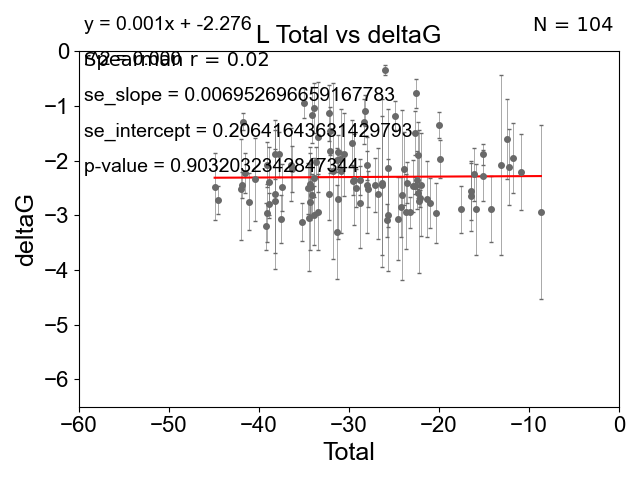 y = 0.001x + -2.276
N = 104
L Total vs deltaG
Spearman r = 0.02
se_slope = 0.006952696659167783
se_intercept = 0.20641643631429793
p-value = 0.9032032342847344
deltaG
0
−1
−2
−3
−4
−5
−6
−60
−50
−40
−30
−20
−10
0
Total